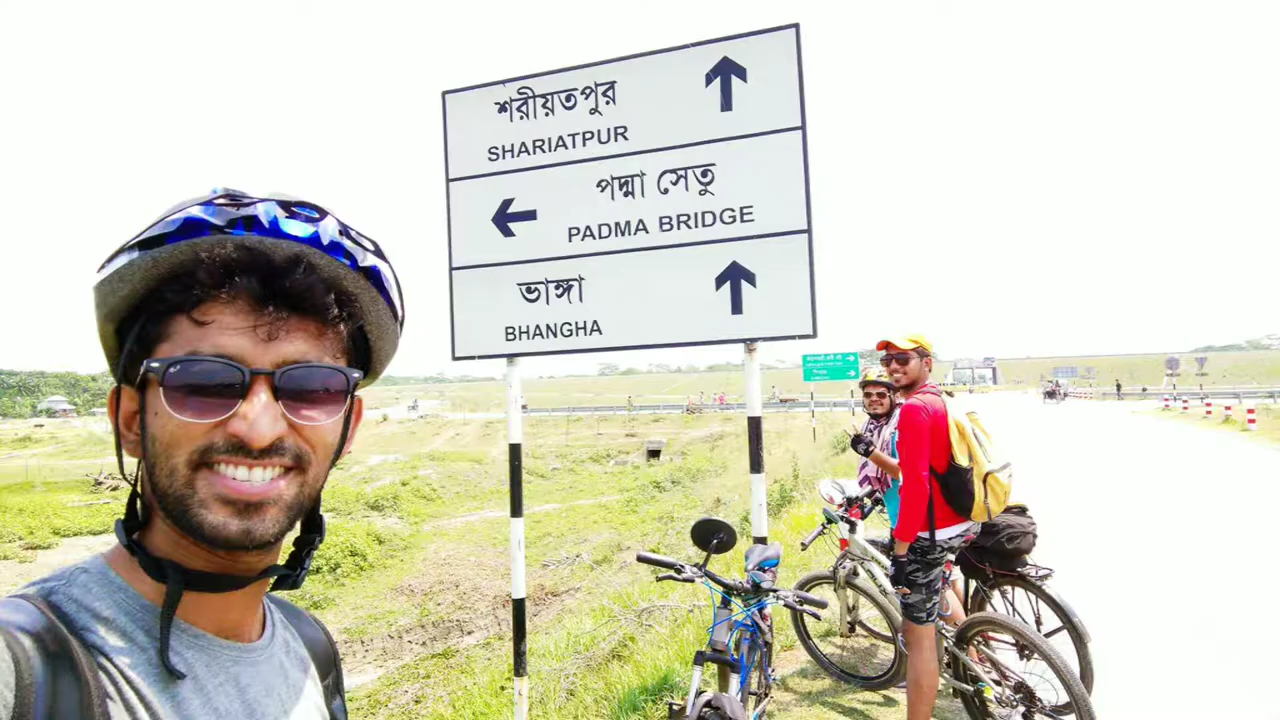 শরীয়তপুর
SHARIATPUR
পদ্মা সেতু
PADMA BRIDGE
ভাঙ্গা
BHANGHA